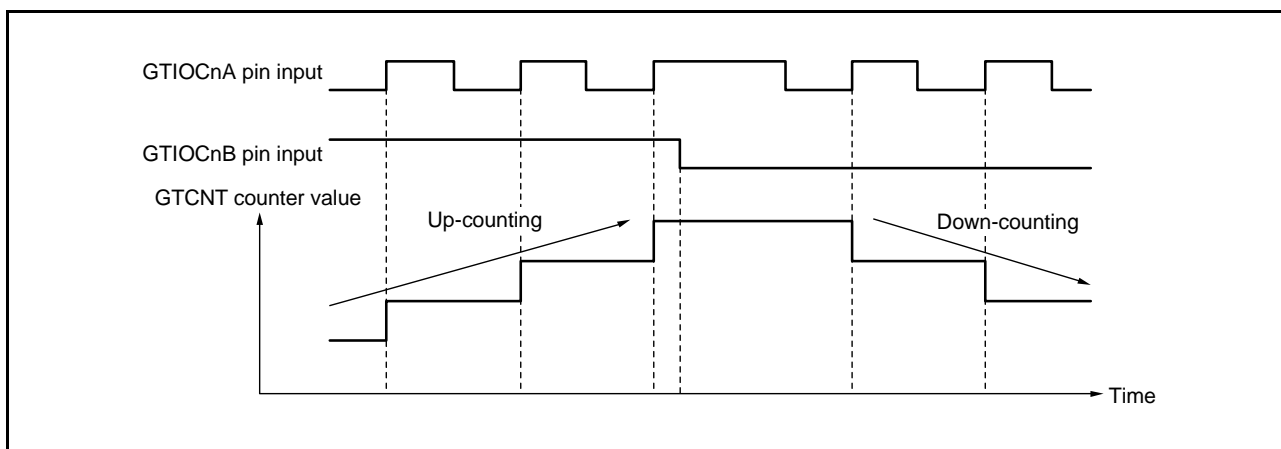 GTIOCnA pin input
GTIOCnB pin input
GTCNT counter value
Up-counting
Down-counting
Time